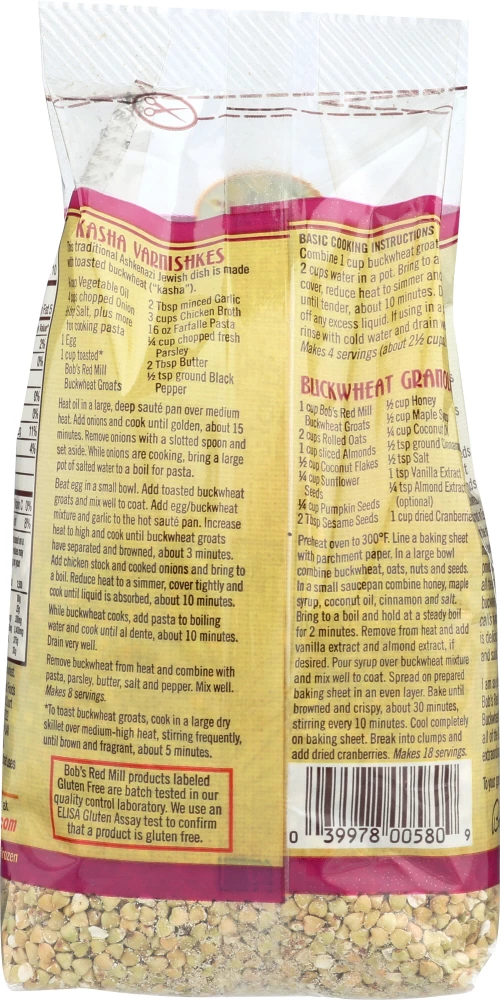 KASHA VARNISHKES
This traditional Ashkenazi Jewish dish is made
with toasted buckwheat ("kasha").
Vegetable Oil
chopped Onion
Salt, plus more
for cooking pasta
1 Egg
1 cup toasted*
Bob's Red Mill
Buckwheat Groats
2 Tbsp minced Garlic
3 cups Chicken Broth
16 oz Farfalle Pasta
¼ cup chopped fresh
Parsley
2 Tbsp Butter
½ tsp ground Black
Pepper
Heat oil in a large, deep sauté pan over medium
heat. Add onions and cook until golden, about 15
minutes. Remove onions with a slotted spoon and
set aside. While onions are cooking, bring a large
pot of salted water to a boil for pasta.
Beat egg in a small bowl. Add toasted buckwheat
groats and mix well to coat. Add egg/buckwheat
mixture and garlic to the hot sauté pan. Increase
heat to high and cook until buckwheat groats
have separated and browned, about 3 minutes.
Add chicken stock and cooked onions and bring to
a boil. Reduce heat to a simmer, cover tightly and
cook until liquid is absorbed, about 10 minutes.
While buckwheat cooks, add pasta to boiling
water and cook until al dente, about 10 minutes.
Drain very well.
Remove buckwheat from heat and combine with
pasta, parsley, butter, salt and pepper. Mix well.
Makes 8 servings.
*To toast buckwheat groats, cook in a large dry
skillet over medium-high heat, stirring frequently,
until brown and fragrant, about 5 minutes.
Bob's Red Mill products labeled
Gluten Free are batch tested in our
quality control laboratory. We use an
ELISA Gluten Assay test to confirm
that a product is gluten free.
BASIC COOKING INSTRUCTIONS
Combine 1 cup buckwheat groat
2 cups water in a pot. Bring to a
cover, reduce heat to simmer and
until tender, about 10 minutes. D
off any excess liquid. If using in a
rinse with cold water and drain w
Makes 4 servings (about 2½ cup
BUCKWHEAT GRANO
1 cup Bob's Red Mill
Buckwheat Groats
2 cups Rolled Oats
1 cup sliced Almonds
½ cup Coconut Flakes
¼ cup Sunflower
Seeds
¼ cup Pumpkin Seeds
2 Tbsp Sesame Seeds
½ cup Honey
½ cup Maple
¼ cup Coconut
½ tsp ground
½ tsp Salt
1 tsp Vanilla Extract
¼ tsp Almond Extract
(optional)
1 cup dried Cranberries
Preheat oven to 300°F. Line a baking sheet
with parchment paper. In a large bowl
combine buckwheat, oats, nuts and seeds.
In a small saucepan combine honey, maple
syrup, coconut oil, cinnamon and salt.
Bring to a boil and hold at a steady boil
for 2 minutes. Remove from heat and add
vanilla extract and almond extract, if
desired. Pour syrup over buckwheat mixture
and mix well to coat. Spread on prepared
baking sheet in an even layer. Bake until
browned and crispy, about 30 minutes,
stirring every 10 minutes. Cool completely
on baking sheet. Break into clumps and
add dried cranberries. Makes 18 servings.
0 39978 00580 9